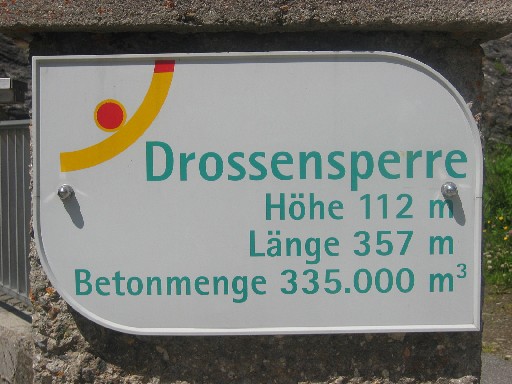 Drossensperre
Höhe 112 m
Länge 357 m
Betonmenge 335.000 m³